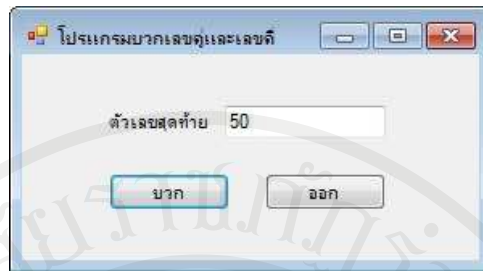 โปรแกรมบวกเลขคู่และเลขคี่
ตัวเลขสุดท้าย 50
บวก ออก